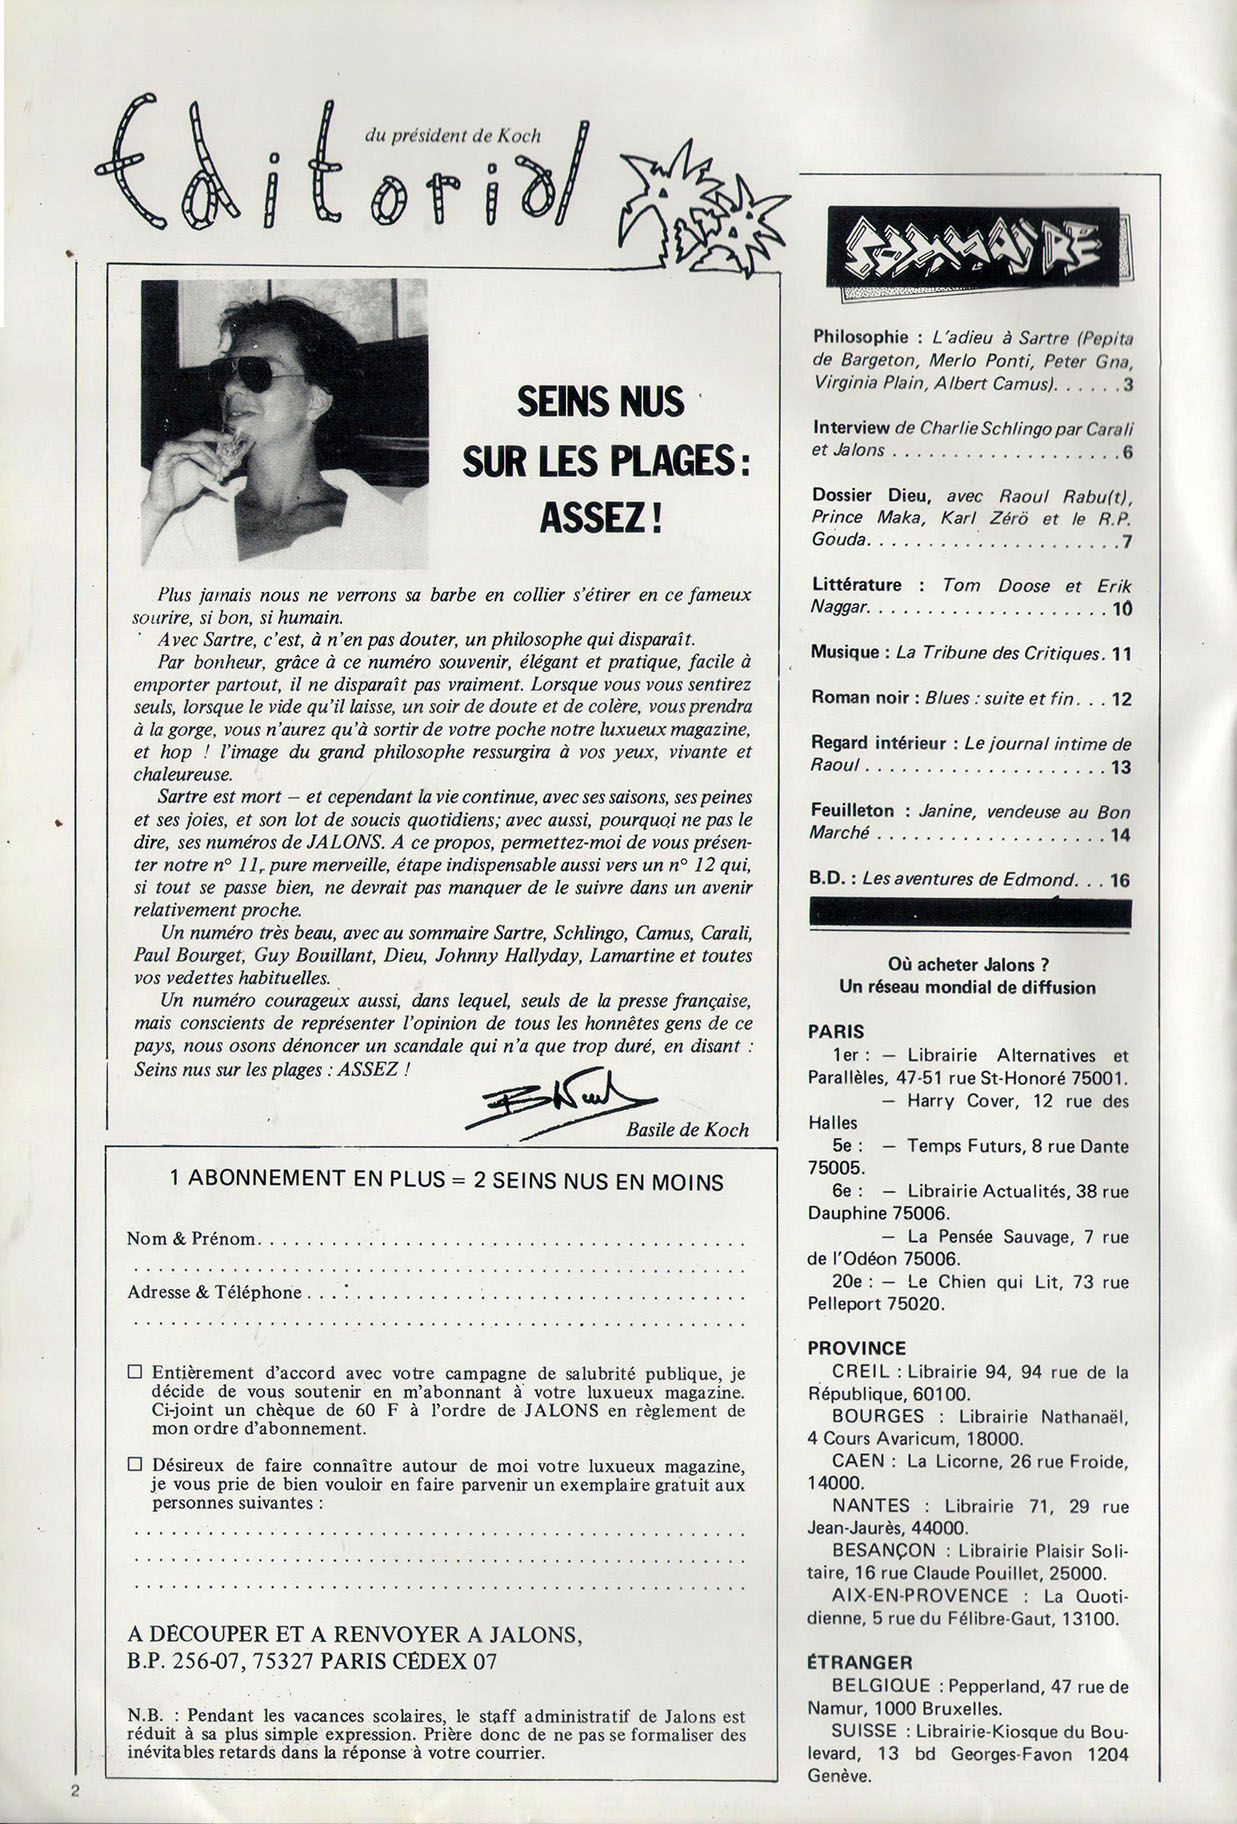 Editorial
du président de Koch
SEINS NUS
SUR LES PLAGES :
ASSEZ !
Plus jamais nous ne verrons sa barbe en collier s'étirer en ce fameux
sourire, si bon, si humain.
Avec Sartre, c'est, à n'en pas douter, un philosophe qui disparaît.
Par bonheur, grâce à ce numéro souvenir, élégant et pratique, facile à
emporter partout, il ne disparaît pas vraiment. Lorsque vous vous sentirez
seuls, lorsque le vide qu'il laisse, un soir de doute et de colère, vous prendra
à la gorge, vous n'aurez qu'à sortir de votre poche notre luxueux magazine,
et hop ! l'image du grand philosophe ressurgira à vos yeux, vivante et
chaleureuse.
Sartre est mort – et cependant la vie continue, avec ses saisons, ses peines
et ses joies, et son lot de soucis quotidiens; avec aussi, pourquoi ne pas le
dire, ses numéros de JALONS. A ce propos, permettez-moi de vous présen-
ter notre n° 11, pure merveille, étape indispensable aussi vers un n° 12 qui,
si tout se passe bien, ne devrait pas manquer de le suivre dans un avenir
relativement proche.
Un numéro très beau, avec au sommaire Sartre, Schlingo, Camus, Carali,
Paul Bourget, Guy Bouillant, Dieu, Johnny Hallyday, Lamartine et toutes
vos vedettes habituelles.
Un numéro courageux aussi, dans lequel, seuls de la presse française,
mais conscients de représenter l'opinion de tous les honnêtes gens de ce
pays, nous osons dénoncer un scandale qui n'a que trop duré, en disant :
Seins nus sur les plages : ASSEZ !
Basile de Koch
1 ABONNEMENT EN PLUS = 2 SEINS NUS EN MOINS
Nom & Prénom. . . . . . . . . . . . . . . . . . . . . . . . . . . . . . . . . . . . . . .
Adresse & Téléphone . . . . . . . . . . . . . . . . . . . . . . . . . . . . . . . . . . .
□ Entièrement d'accord avec votre campagne de salubrité publique, je
décide de vous soutenir en m'abonnant à votre luxueux magazine.
Ci-joint un chèque de 60 F à l'ordre de JALONS en règlement de
mon ordre d'abonnement.
□ Désireux de faire connaître autour de moi votre luxueux magazine,
je vous prie de bien vouloir en faire parvenir un exemplaire gratuit aux
personnes suivantes :
A DÉCOUPER ET A RENVOYER A JALONS,
B.P. 256-07, 75327 PARIS CÉDEX 07
N.B. : Pendant les vacances scolaires, le staff administratif de Jalons est
réduit à sa plus simple expression. Prière donc de ne pas se formaliser des
inévitables retards dans la réponse à votre courrier.
2
SOMMAIRE
Philosophie : L'adieu à Sartre (Pepita
de Bargeton, Merlo Ponti, Peter Gna,
Virginia Plain, Albert Camus). . . . . . 3
Interview de Charlie Schlingo par Carali
et Jalons . . . . . . . . . . . . . . . . . . . 6
Dossier Dieu, avec Raoul Rabu(t),
Prince Maka, Karl Zérö et le R.P.
Gouda. . . . . . . . . . . . . . . . . . . . . 7
Littérature : Tom Doose et Erik
Naggar. . . . . . . . . . . . . . . . . . . . 10
Musique : La Tribune des Critiques. 11
Roman noir : Blues : suite et fin. . . 12
Regard intérieur : Le journal intime de
Raoul . . . . . . . . . . . . . . . . . . . . 13
Feuilleton : Janine, vendeuse au Bon
Marché . . . . . . . . . . . . . . . . . . . 14
B.D. : Les aventures de Edmond. . . 16
Où acheter Jalons ?
Un réseau mondial de diffusion
PARIS
1er : – Librairie Alternatives et
Parallèles, 47-51 rue St-Honoré 75001.
– Harry Cover, 12 rue des
Halles
5e : – Temps Futurs, 8 rue Dante
75005.
6e : – Librairie Actualités, 38 rue
Dauphine 75006.
– La Pensée Sauvage, 7 rue
de l'Odéon 75006.
20e : – Le Chien qui Lit, 73 rue
Pelleport 75020.
PROVINCE
CREIL : Librairie 94, 94 rue de la
République, 60100.
BOURGES : Librairie Nathanaël,
4 Cours Avaricum, 18000.
CAEN : La Licorne, 26 rue Froide,
14000.
NANTES : Librairie 71, 29 rue
Jean-Jaurès, 44000.
BESANÇON : Librairie Plaisir Soli-
taire, 16 rue Claude Pouillet, 25000.
AIX-EN-PROVENCE : La Quoti-
dienne, 5 rue du Félibre-Gaut, 13100.
ÉTRANGER
BELGIQUE : Pepperland, 47 rue de
Namur, 1000 Bruxelles.
SUISSE : Librairie-Kiosque du Bou-
levard, 13 bd Georges-Favon 1204
Genève.